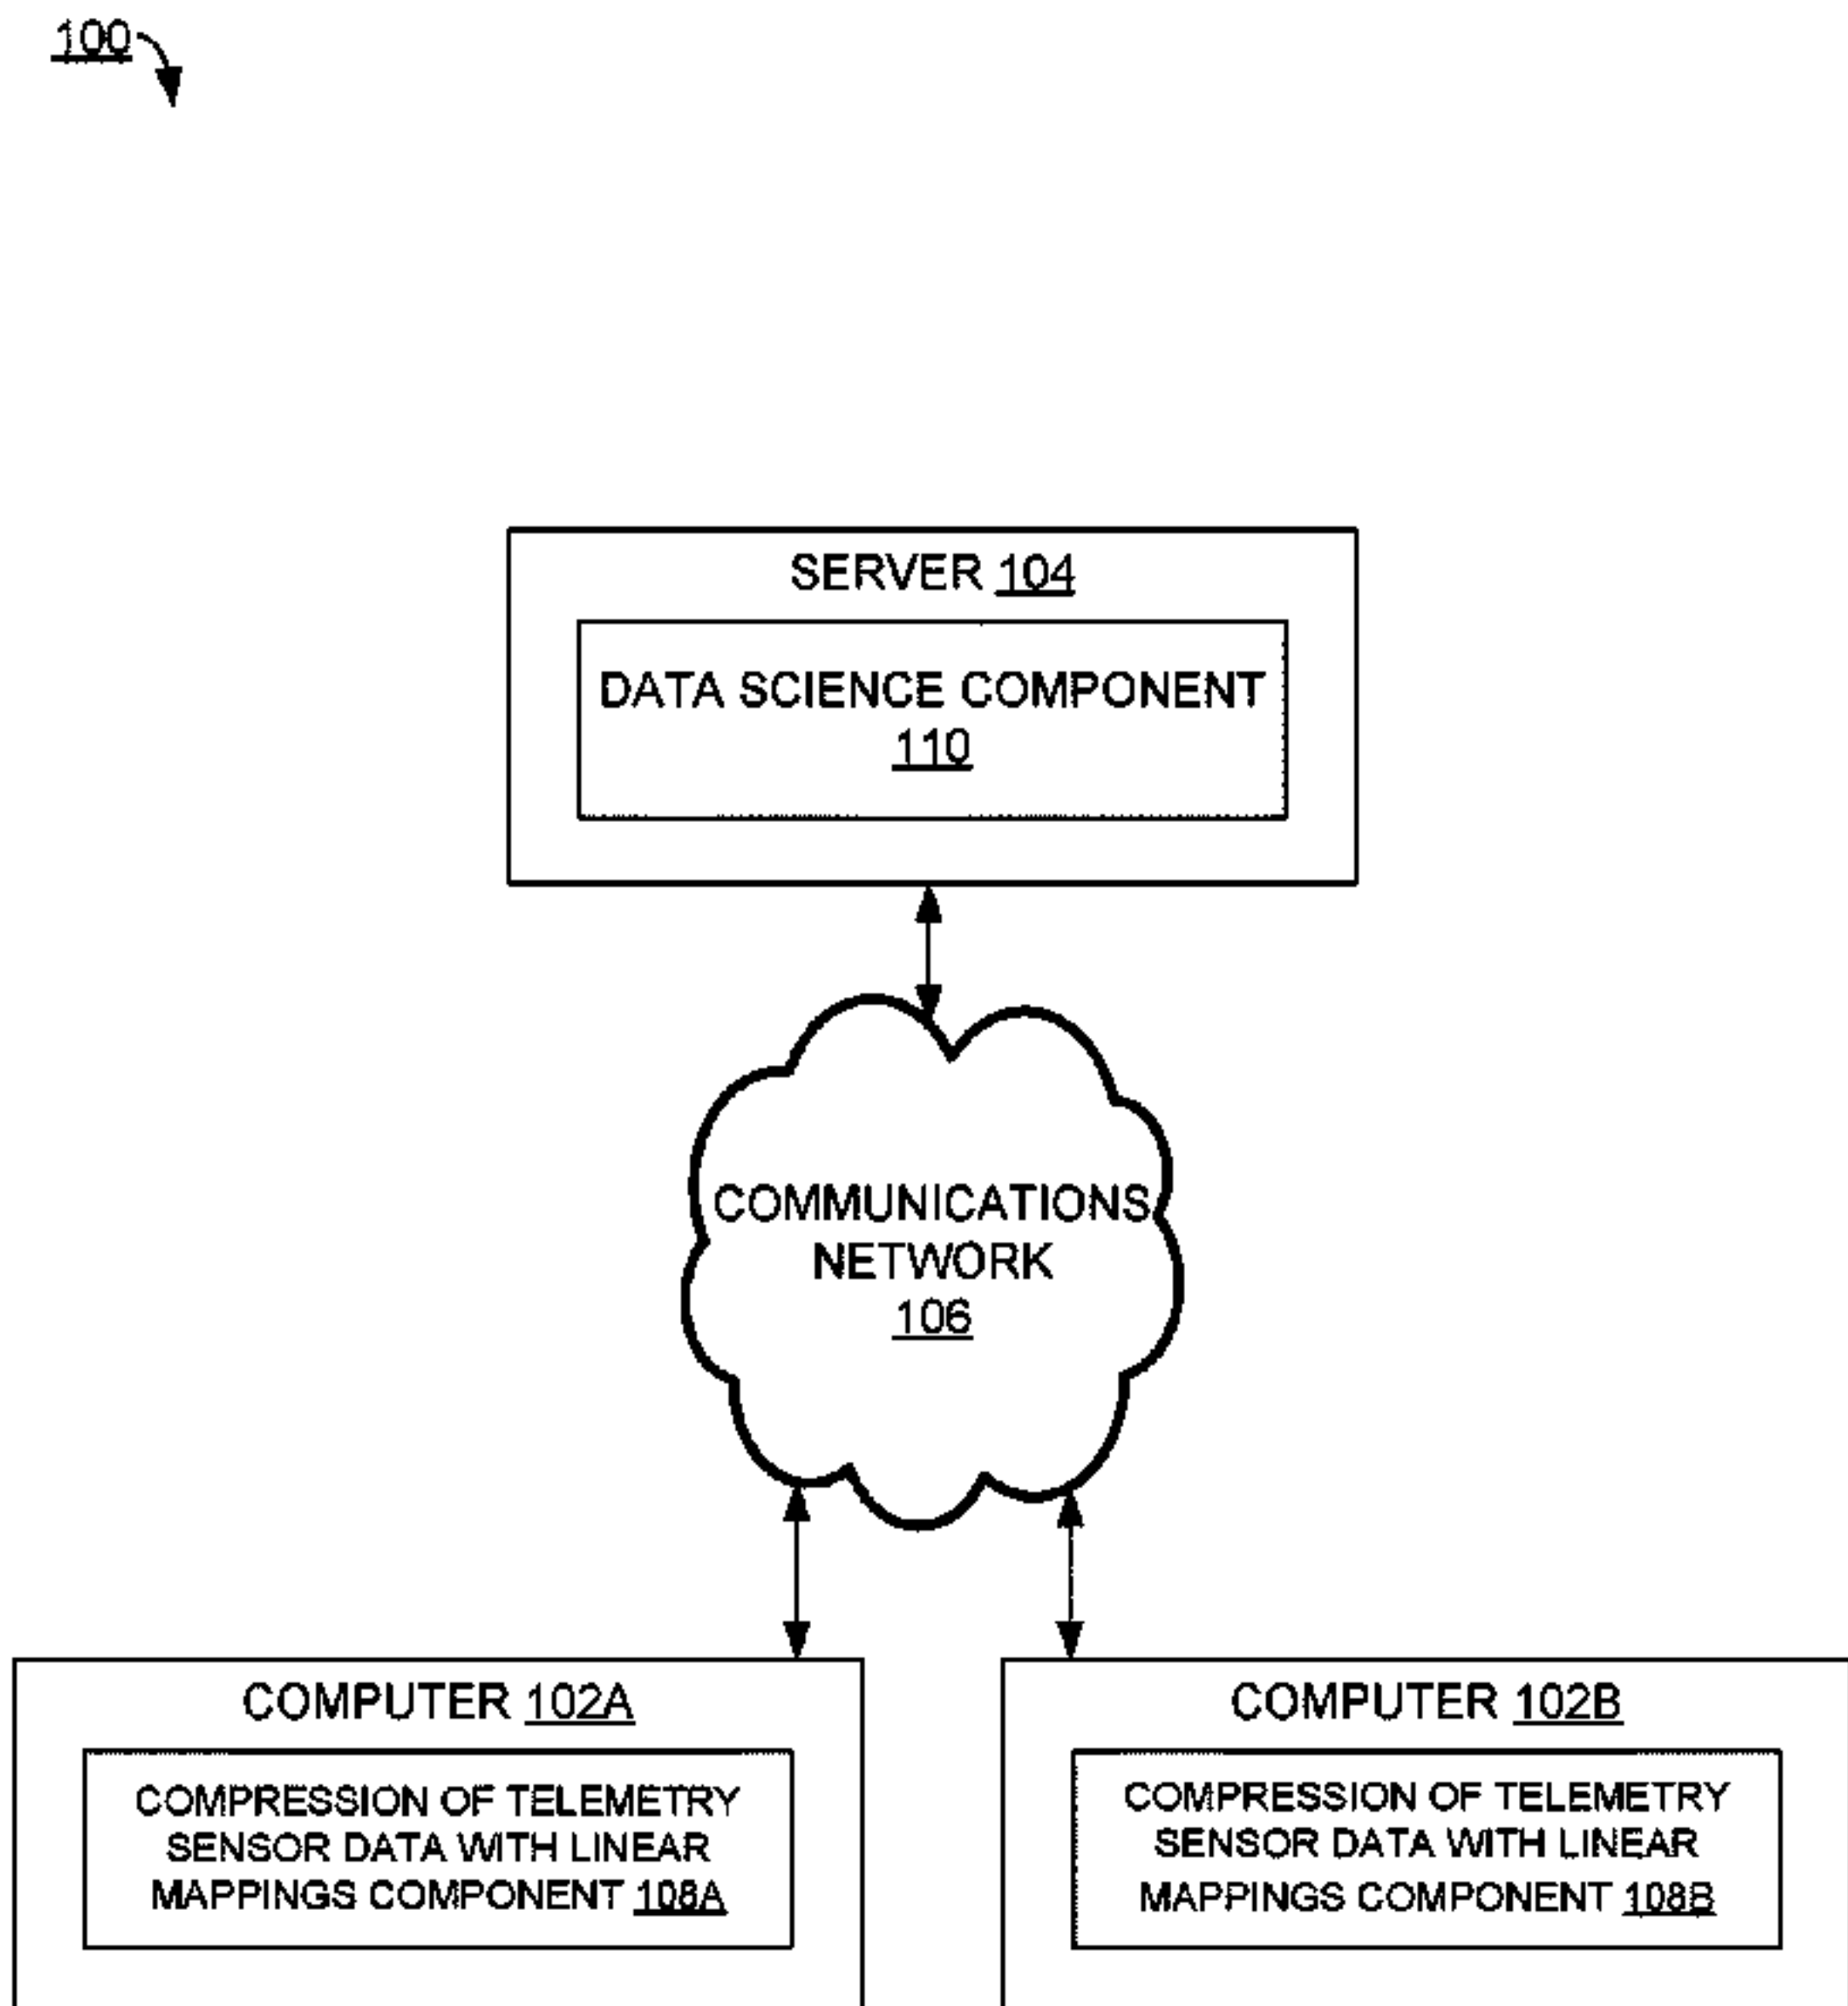 100
SERVER 104
DATA SCIENCE COMPONENT
110
COMMUNICATIONS
NETWORK
106
COMPUTER 102A
COMPRESSION OF TELEMETRY
SENSOR DATA WITH LINEAR
MAPPINGS COMPONENT 108A
COMPUTER 102B
COMPRESSION OF TELEMETRY
SENSOR DATA WITH LINEAR
MAPPINGS COMPONENT 108B